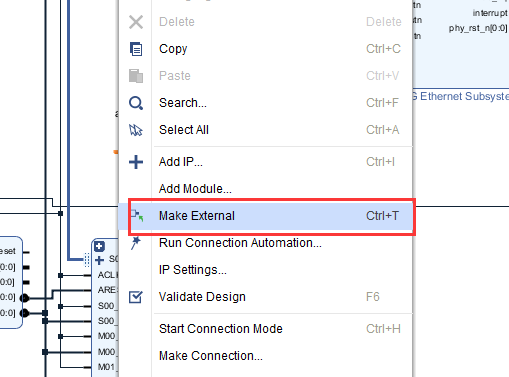 Delete Delete
Copy Ctrl+C
Paste Ctrl+V
Search... Ctrl+F
Select All Ctrl+A
Add IP... Ctrl+I
Add Module...
Make External Ctrl+T
Run Connection Automation...
IP Settings...
Validate Design F6
Start Connection Mode Ctrl+H
Make Connection...
interrupt
phy_rst_n[0:0]
G Ethernet Subsyste
eset
0:0]
0:0]
0:0]
0:0]
S0
ACL
ARE
S00_
S00_
M00_
M00_
M01_